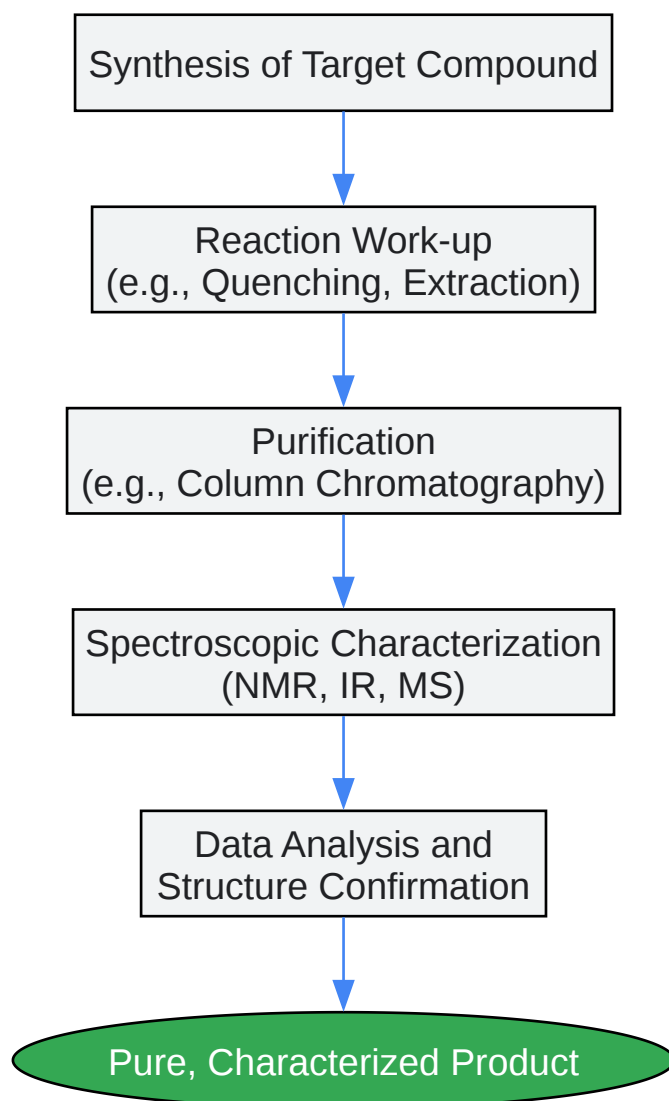 Synthesis of Target Compound
Reaction Work-up
(e.g., Quenching, Extraction)
Purification
(e.g., Column Chromatography)
Spectroscopic Characterization
(NMR, IR, MS)
Data Analysis and
Structure Confirmation
Pure, Characterized Product